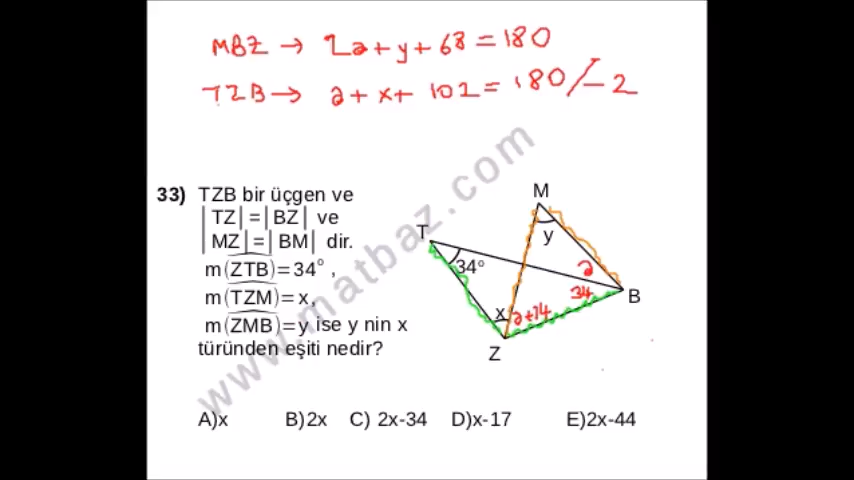 MBZ → 2a+y+68=180
TZB → a+x+102=180/-2
33) TZB bir üçgen ve
|TZ|=|BZ| ve
|MZ|=|BM| dir.
m(ZTB)=34°,
m(TZM)=x,
m(ZMB)=y ise y nin x
türünden eşiti nedir?
M
y
T
34°
a
34
B
x
a+34
Z
A)x B)2x C) 2x-34 D)x-17 E)2x-44
www.matbaz.com